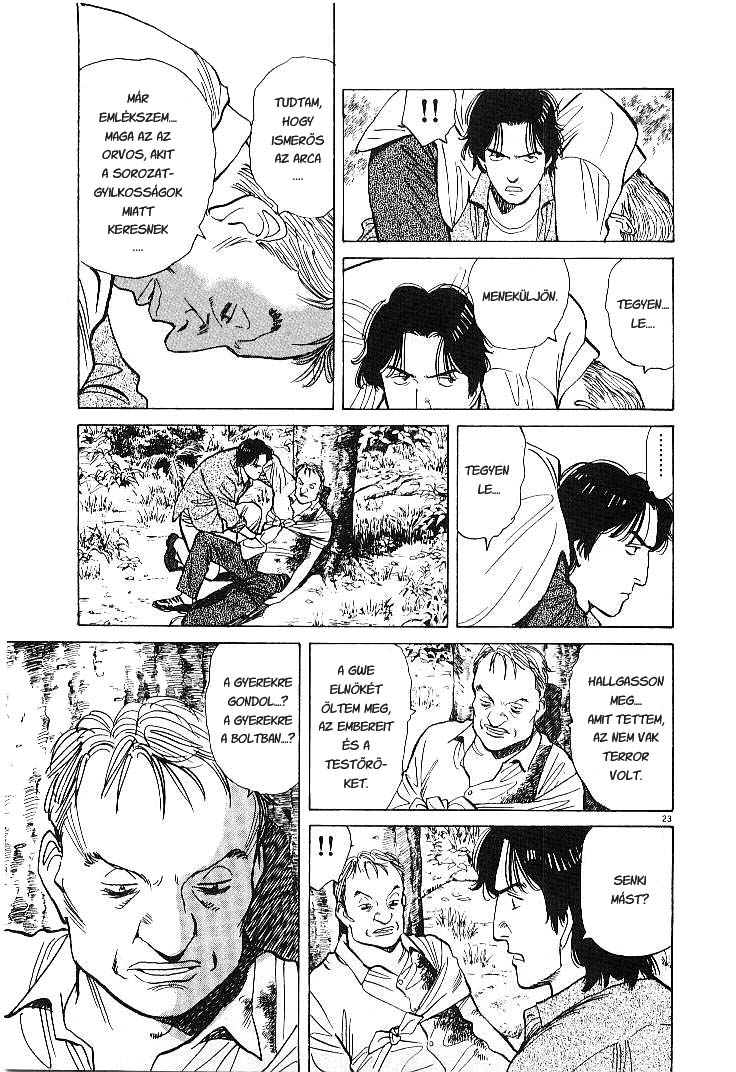 !!
TEGYEN....
LE....
MENEKÜLJÖN.
TUDTAM,
HOGY
ISMERŐS
AZ ARCA
....
MÁR
EMLÉKSZEM....
MAGA AZ AZ
ORVOS, AKIT
A SOROZAT-
GYILKOSSÁGOK
MIATT
KERESNEK
....
........
TEGYEN
LE....
HALLGASSON
MEG....
AMIT TETTEM,
AZ NEM VAK
TERROR
VOLT.
A GWE
ELNÖKÉT
ÖLTEM MEG,
AZ EMBEREIT
ÉS A
TESTŐRÖ-
KET.
23
SENKI
MÁST?
!!
A GYEREKRE
GONDOL....?
A GYEREKRE
A BOLTBAN....?